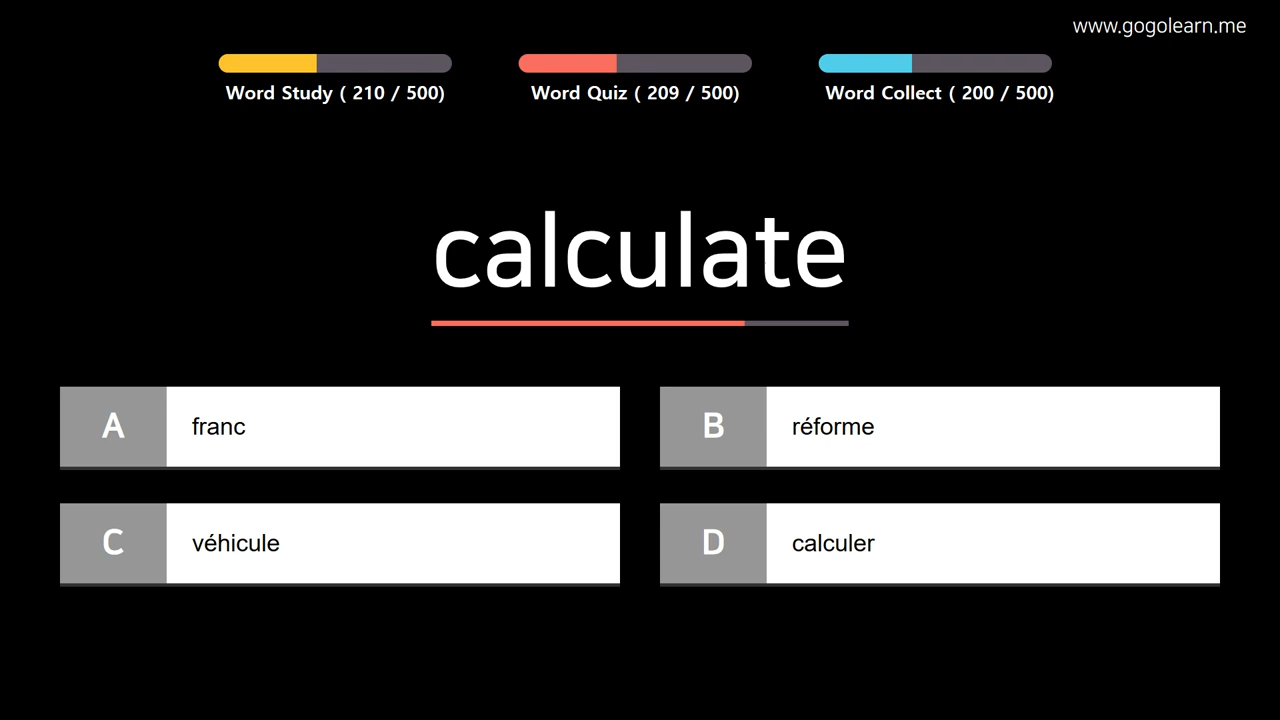 www.gogolearn.me
Word Study ( 210 / 500)
Word Quiz ( 209 / 500)
Word Collect ( 200 / 500)
calculate
A franc
B réforme
C véhicule
D calculer